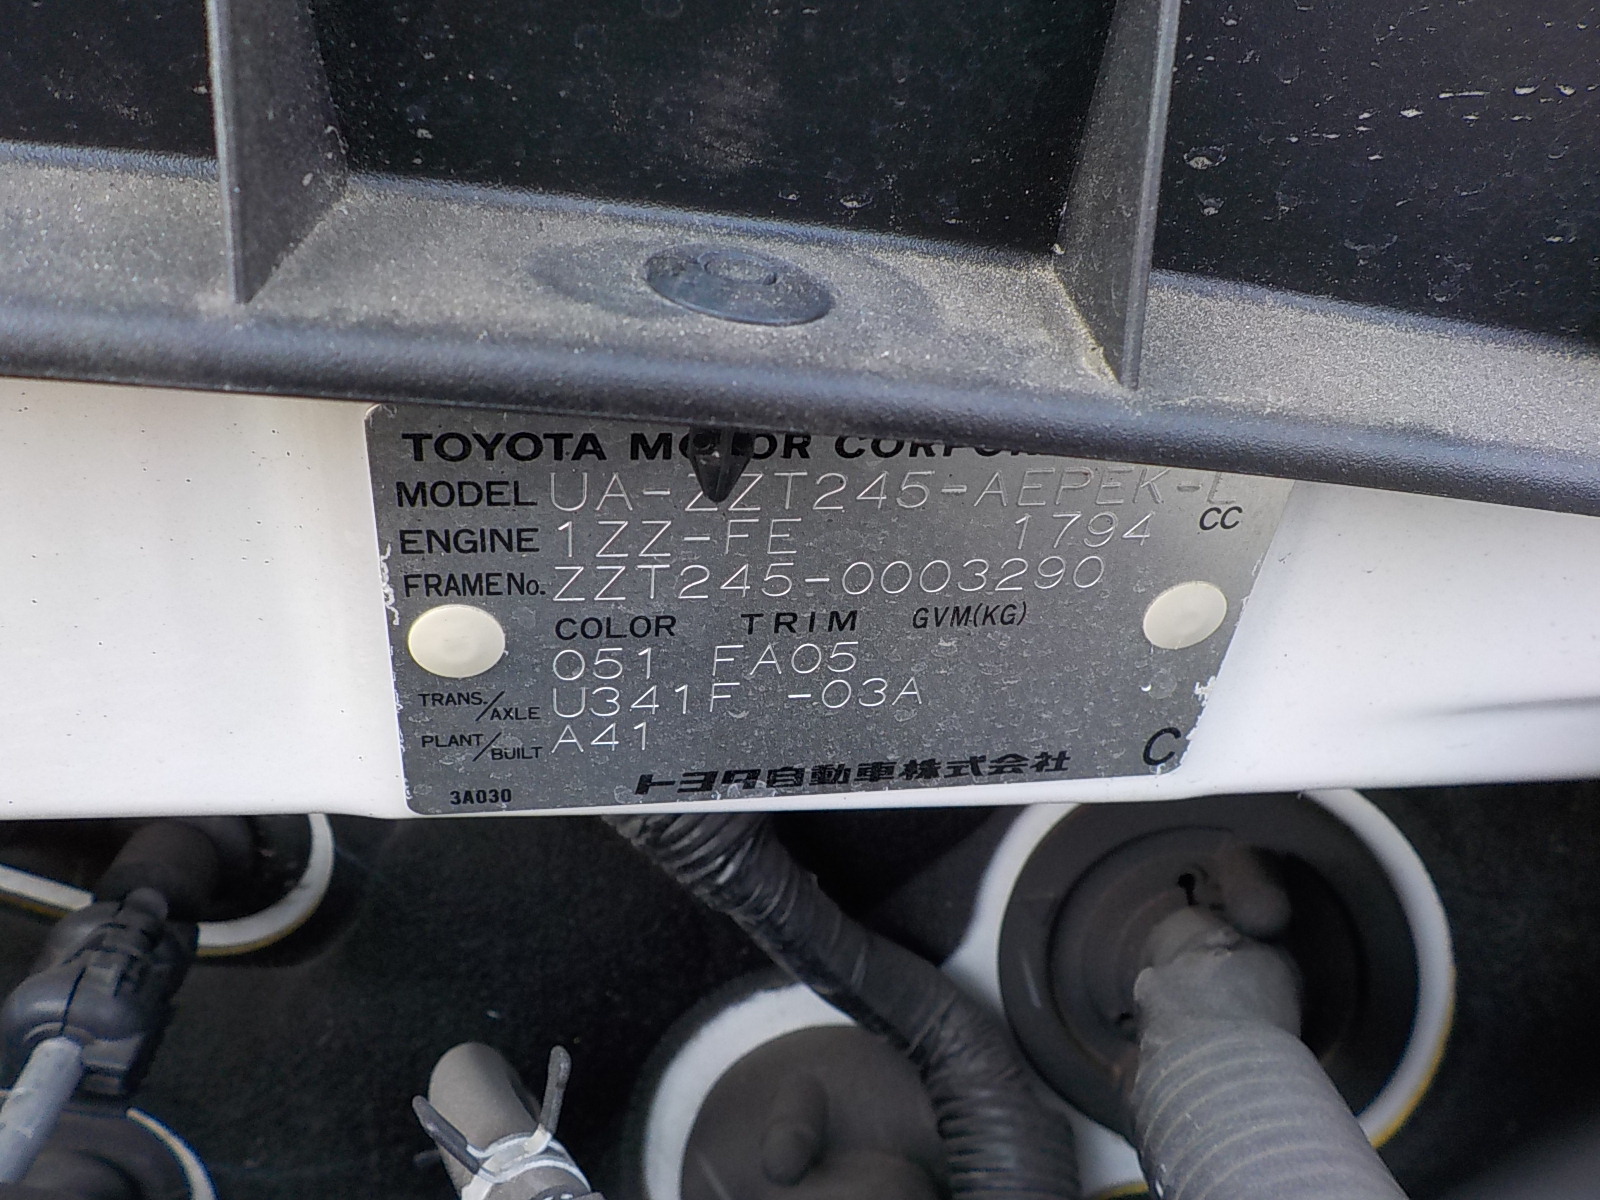 TOYOTA MOTOR CORPORA
MODEL UA-ZZT245-AEPEK-L
ENGINE 1ZZ-FE 1794 CC
FRAME No. ZZT245-0003290
COLOR TRIM GVM(KG)
051 FA05
TRANS./AXLE U341F -03A
PLANT/BUILT A41
トヨタ自動車株式会社 C
3A030